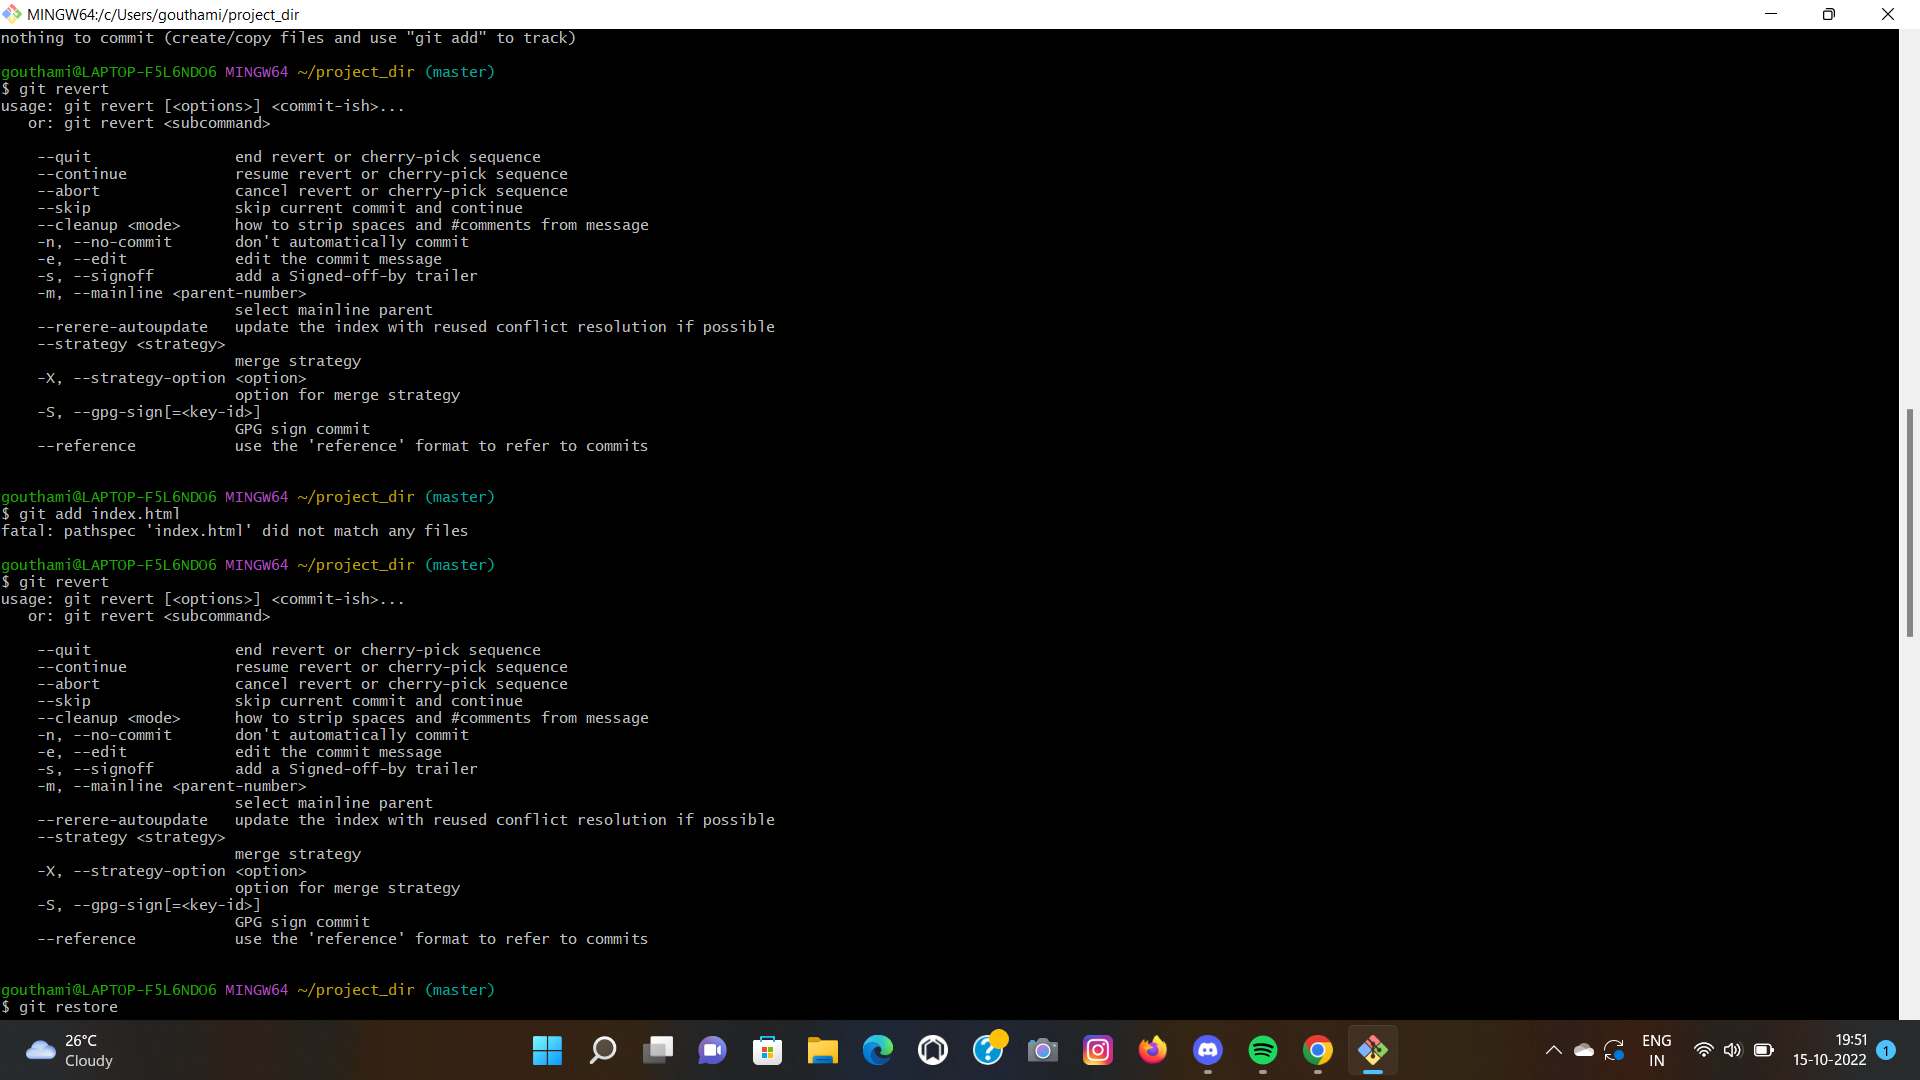 MINGW64:/c/Users/gouthami/project_dir
nothing to commit (create/copy files and use "git add" to track)
gouthami@LAPTOP-F5L6NDO6 MINGW64 ~/project_dir (master)
$ git revert
usage: git revert [<options>] <commit-ish>...
   or: git revert <subcommand>
    --quit                end revert or cherry-pick sequence
    --continue            resume revert or cherry-pick sequence
    --abort               cancel revert or cherry-pick sequence
    --skip                skip current commit and continue
    --cleanup <mode>      how to strip spaces and #comments from message
    -n, --no-commit       don't automatically commit
    -e, --edit            edit the commit message
    -s, --signoff         add a Signed-off-by trailer
    -m, --mainline <parent-number>
                          select mainline parent
    --rerere-autoupdate   update the index with reused conflict resolution if possible
    --strategy <strategy>
                          merge strategy
    -X, --strategy-option <option>
                          option for merge strategy
    -S, --gpg-sign[=<key-id>]
                          GPG sign commit
    --reference           use the 'reference' format to refer to commits
gouthami@LAPTOP-F5L6NDO6 MINGW64 ~/project_dir (master)
$ git add index.html
fatal: pathspec 'index.html' did not match any files
gouthami@LAPTOP-F5L6NDO6 MINGW64 ~/project_dir (master)
$ git revert
usage: git revert [<options>] <commit-ish>...
   or: git revert <subcommand>
    --quit                end revert or cherry-pick sequence
    --continue            resume revert or cherry-pick sequence
    --abort               cancel revert or cherry-pick sequence
    --skip                skip current commit and continue
    --cleanup <mode>      how to strip spaces and #comments from message
    -n, --no-commit       don't automatically commit
    -e, --edit            edit the commit message
    -s, --signoff         add a Signed-off-by trailer
    -m, --mainline <parent-number>
                          select mainline parent
    --rerere-autoupdate   update the index with reused conflict resolution if possible
    --strategy <strategy>
                          merge strategy
    -X, --strategy-option <option>
                          option for merge strategy
    -S, --gpg-sign[=<key-id>]
                          GPG sign commit
    --reference           use the 'reference' format to refer to commits
gouthami@LAPTOP-F5L6NDO6 MINGW64 ~/project_dir (master)
$ git restore
26°C
Cloudy
ENG
IN
19:51
15-10-2022
1